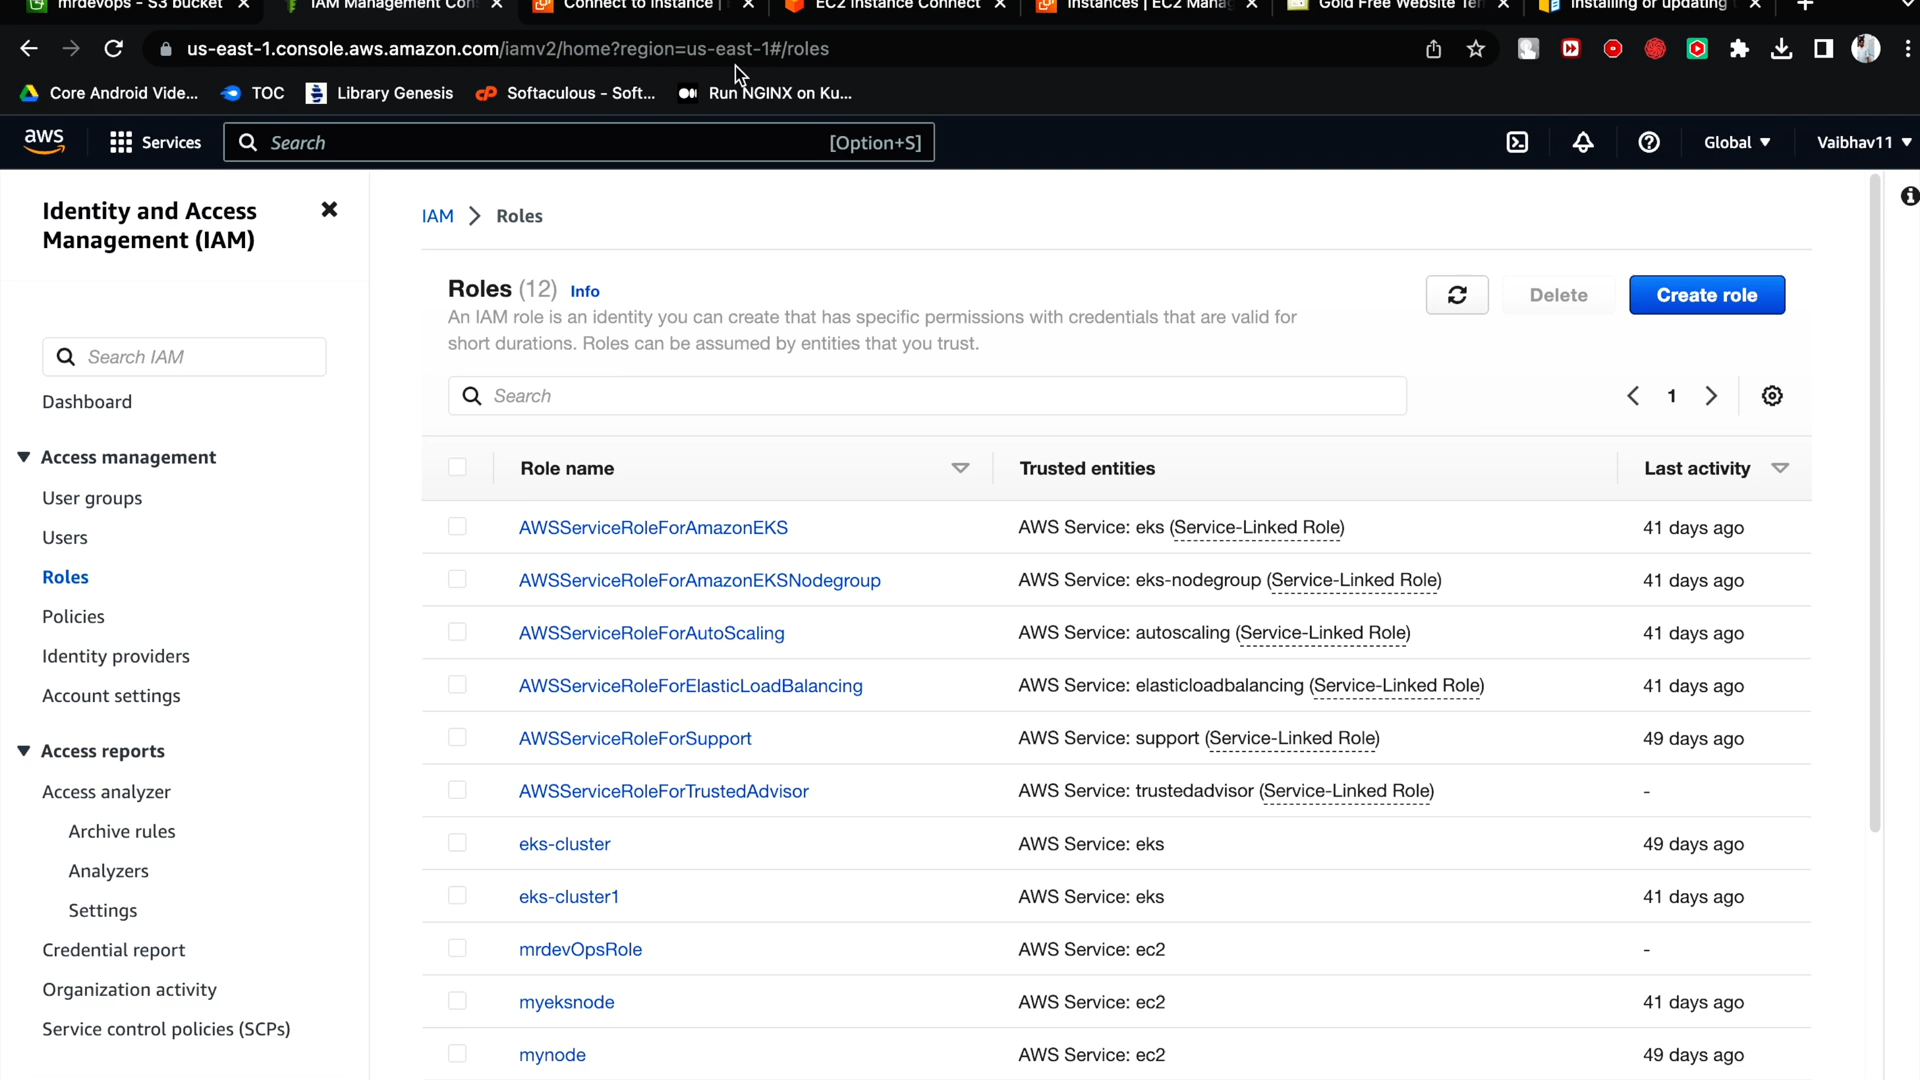 mrdevops - S3 bucket
IAM Management Con
Connect to instance |
EC2 Instance Connect
Instances | EC2 Manag
Gold Free Website Tem
Installing or updating
us-east-1.console.aws.amazon.com/iamv2/home?region=us-east-1#/roles
Core Android Vide...
TOC
Library Genesis
Softaculous - Soft...
Run NGINX on Ku...
aws
Services
Search
[Option+S]
Global
Vaibhav11
Identity and Access
Management (IAM)
Search IAM
Dashboard
Access management
User groups
Users
Roles
Policies
Identity providers
Account settings
Access reports
Access analyzer
Archive rules
Analyzers
Settings
Credential report
Organization activity
Service control policies (SCPs)
IAM > Roles
Roles (12) Info
An IAM role is an identity you can create that has specific permissions with credentials that are valid for
short durations. Roles can be assumed by entities that you trust.
Delete
Create role
Search
1
Role name Trusted entities Last activity
AWSServiceRoleForAmazonEKS AWS Service: eks (Service-Linked Role) 41 days ago
AWSServiceRoleForAmazonEKSNodegroup AWS Service: eks-nodegroup (Service-Linked Role) 41 days ago
AWSServiceRoleForAutoScaling AWS Service: autoscaling (Service-Linked Role) 41 days ago
AWSServiceRoleForElasticLoadBalancing AWS Service: elasticloadbalancing (Service-Linked Role) 41 days ago
AWSServiceRoleForSupport AWS Service: support (Service-Linked Role) 49 days ago
AWSServiceRoleForTrustedAdvisor AWS Service: trustedadvisor (Service-Linked Role) -
eks-cluster AWS Service: eks 49 days ago
eks-cluster1 AWS Service: eks 41 days ago
mrdevOpsRole AWS Service: ec2 -
myeksnode AWS Service: ec2 41 days ago
mynode AWS Service: ec2 49 days ago